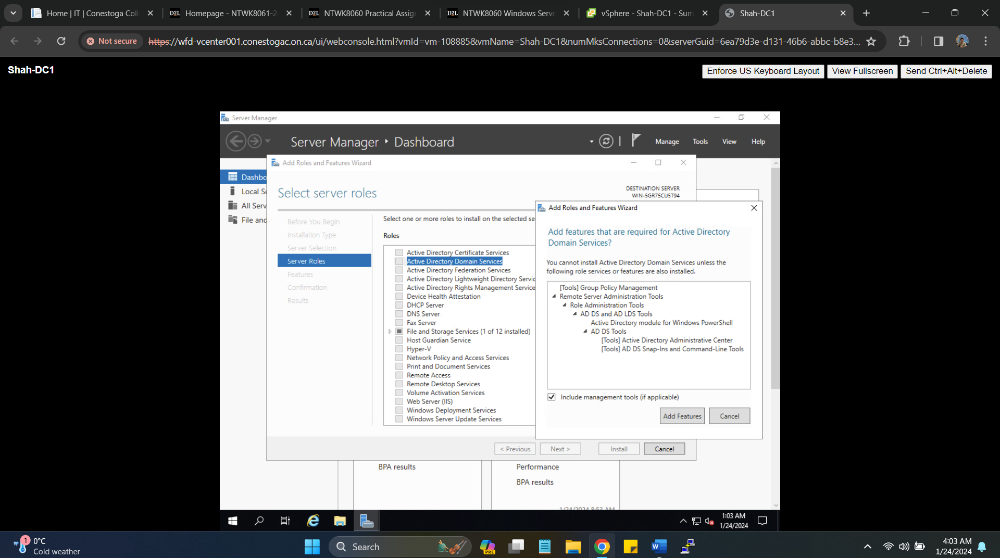 Home | IT | Conestoga Coll
Homepage - NTWK8061-2
NTWK8060 Practical Assign
NTWK8060 Windows Serve
vSphere - Shah-DC1 - Sum
Shah-DC1
Not secure
https://wfd-vcenter001.conestogac.on.ca/ui/webconsole.html?vmId=vm-108885&vmName=Shah-DC1&numMksConnections=0&serverGuid=6ea79d3e-d131-46b6-abbc-b8e3...
Shah-DC1
Enforce US Keyboard Layout
View Fullscreen
Send Ctrl+Alt+Delete
Server Manager
Server Manager • Dashboard
Manage
Tools
View
Help
Dashbo
Local Se
All Serv
File and
Add Roles and Features Wizard
Select server roles
DESTINATION SERVER
WIN-5GR75CU5T94
Before You Begin
Installation Type
Server Selection
Server Roles
Features
Confirmation
Results
Select one or more roles to install on the selected se
Roles
Active Directory Certificate Services
Active Directory Domain Services
Active Directory Federation Services
Active Directory Lightweight Directory Servic
Active Directory Rights Management Service
Device Health Attestation
DHCP Server
DNS Server
Fax Server
File and Storage Services (1 of 12 installed)
Host Guardian Service
Hyper-V
Network Policy and Access Services
Print and Document Services
Remote Access
Remote Desktop Services
Volume Activation Services
Web Server (IIS)
Windows Deployment Services
Windows Server Update Services
< Previous
Next >
Install
Cancel
Add Roles and Features Wizard
Add features that are required for Active Directory
Domain Services?
You cannot install Active Directory Domain Services unless the
following role services or features are also installed.
[Tools] Group Policy Management
Remote Server Administration Tools
Role Administration Tools
AD DS and AD LDS Tools
Active Directory module for Windows PowerShell
AD DS Tools
[Tools] Active Directory Administrative Center
[Tools] AD DS Snap-Ins and Command-Line Tools
Include management tools (if applicable)
Add Features
Cancel
BPA results
Performance
BPA results
1/24/2024 8:53 AM
1:03 AM
1/24/2024
1
0°C
Cold weather
Search
PRE
4:03 AM
1/24/2024